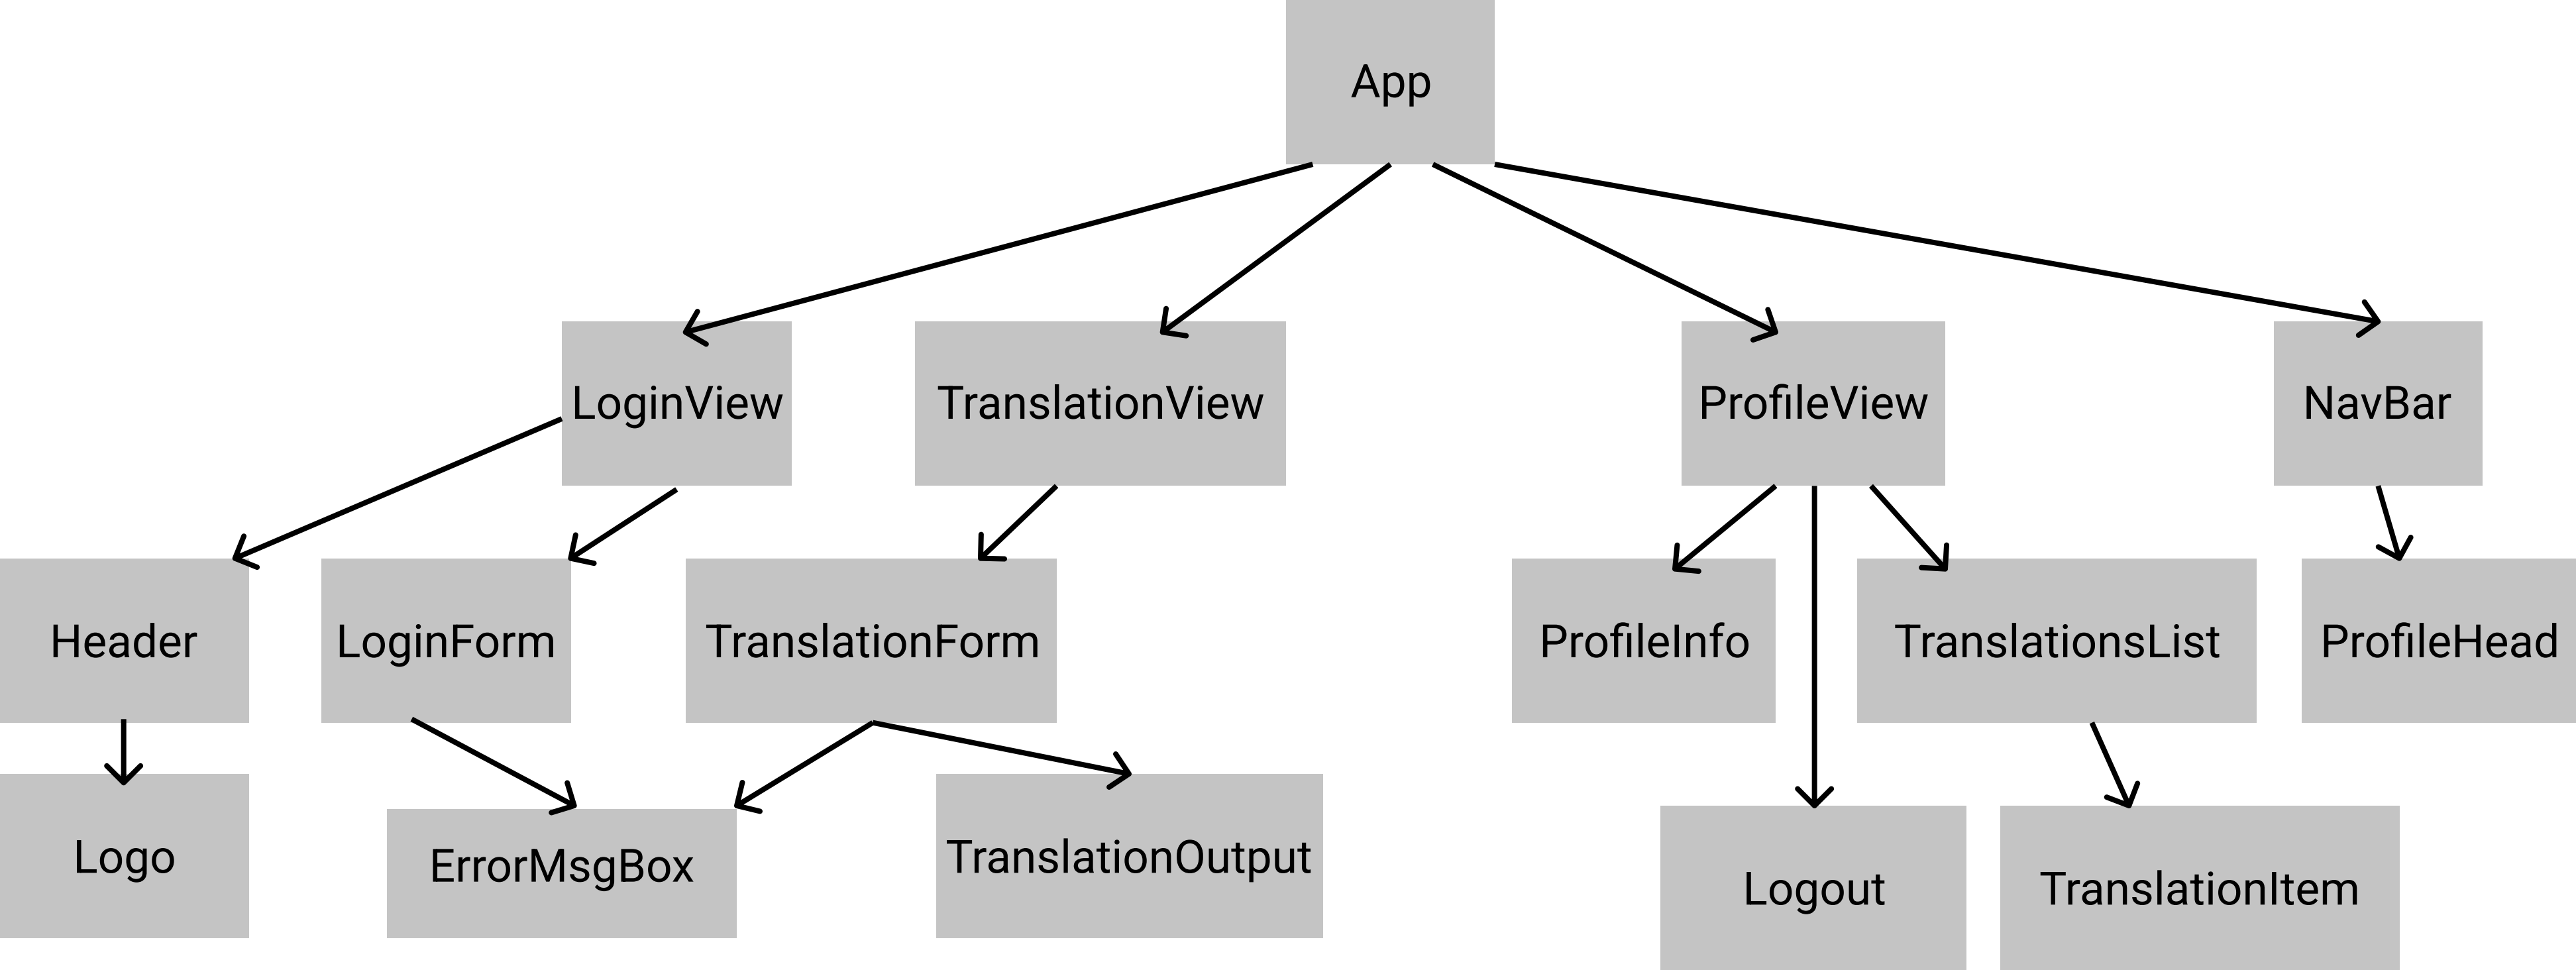 App
LoginView
TranslationView
ProfileView
NavBar
Header
LoginForm
TranslationForm
ProfileInfo
TranslationsList
ProfileHead
Logo
ErrorMsgBox
TranslationOutput
Logout
TranslationItem